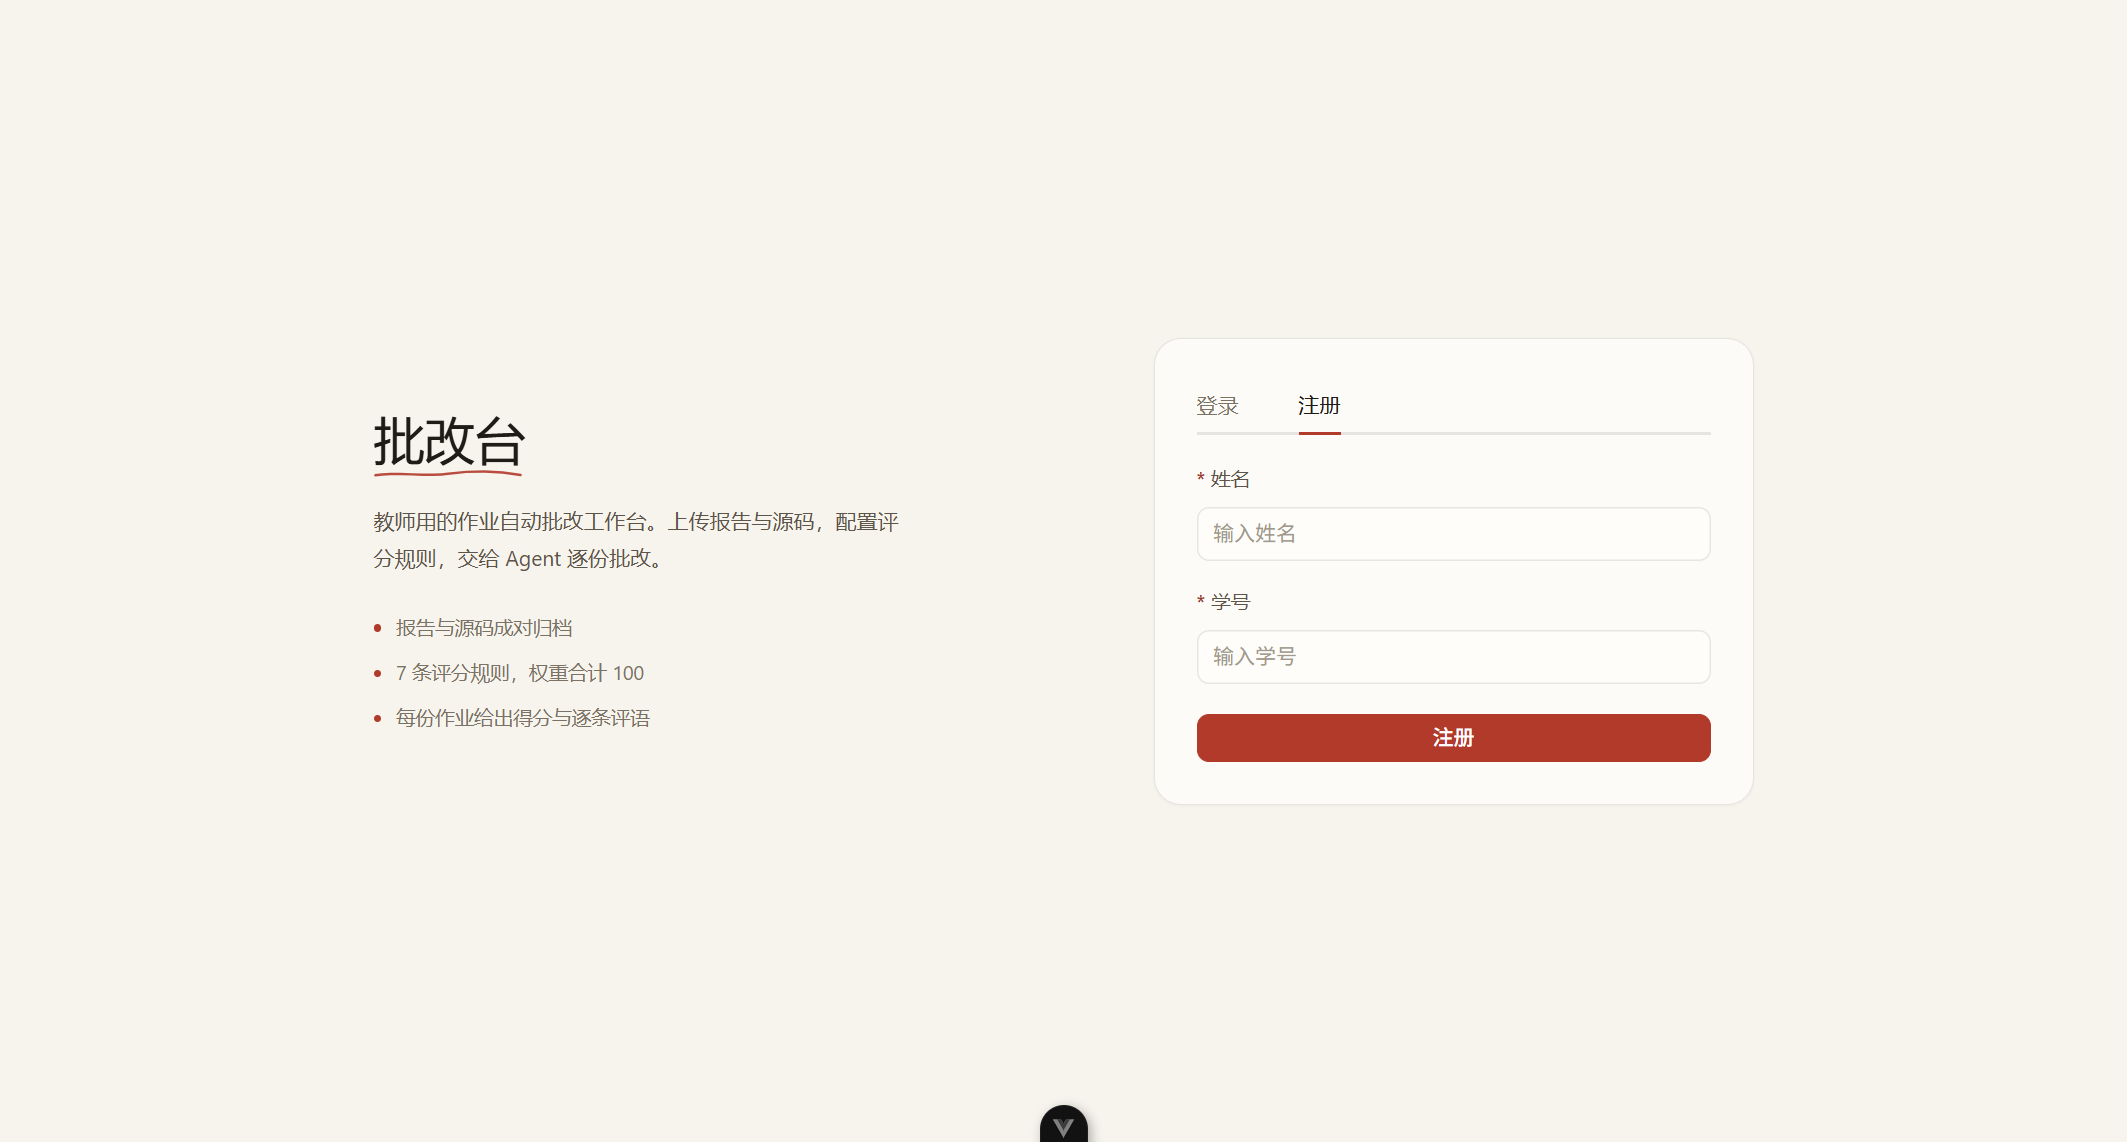 批改台
教师用的作业自动批改工作台。上传报告与源码，配置评
分规则，交给 Agent 逐份批改。
报告与源码成对归档
7 条评分规则，权重合计 100
每份作业给出得分与逐条评语
登录 注册
* 姓名
输入姓名
* 学号
输入学号
注册